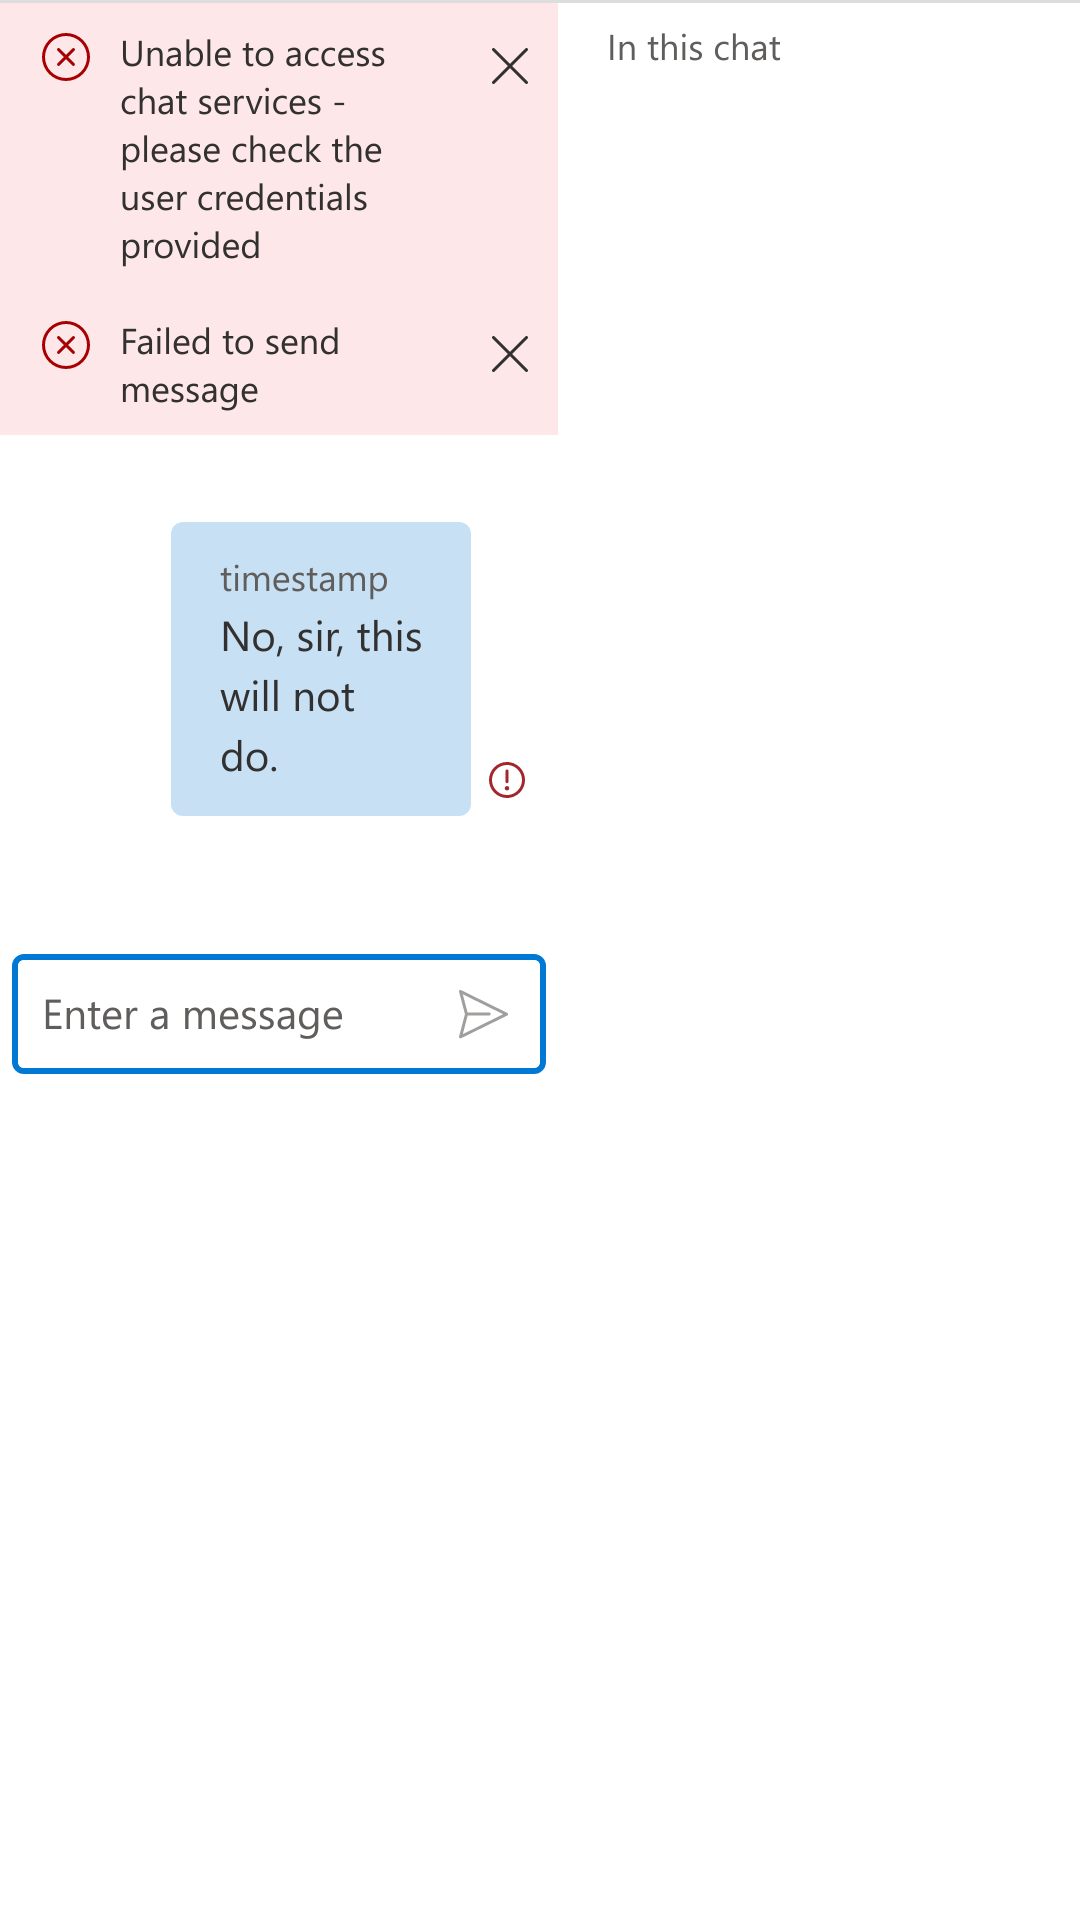 Unable to access
chat services -
please check the
user credentials
provided
Failed to send
message
In this chat
timestamp
No, sir, this
will not
do.
Enter a message